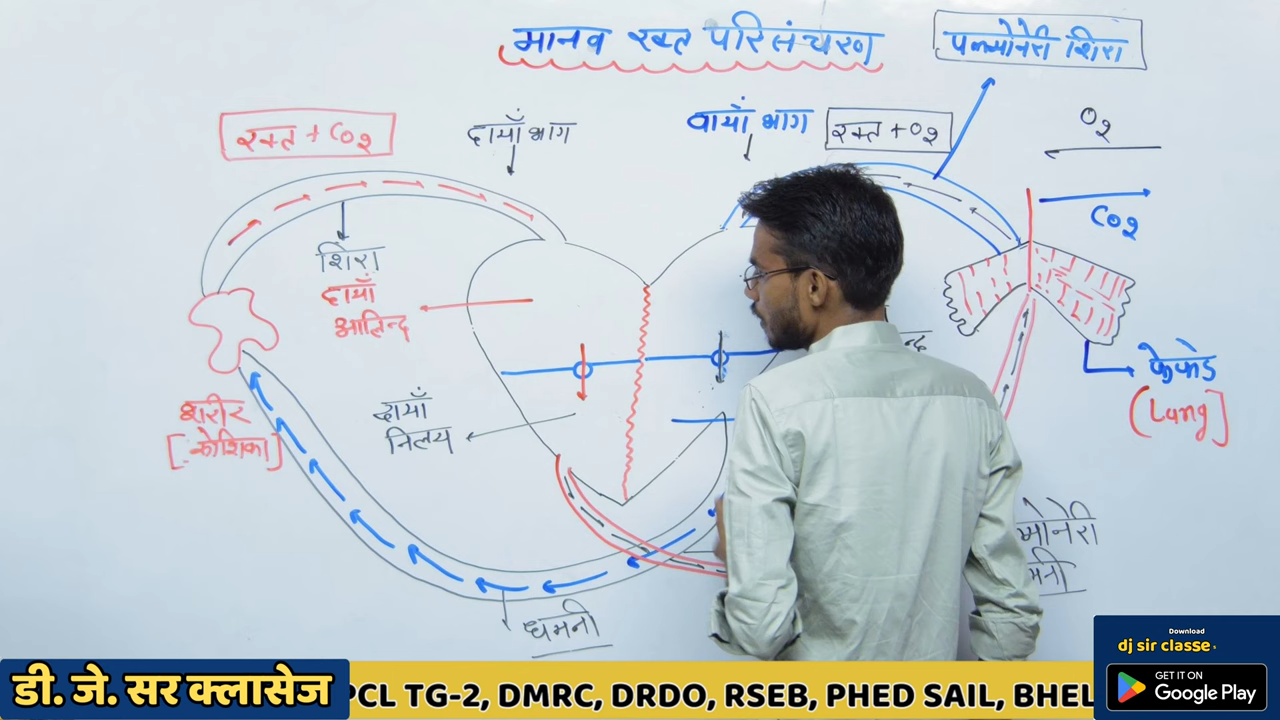 मानव रक्त परिसंचरण
पल्मोनेरी शिरा
रक्त + CO2
दायाँ भाग
वायाँ भाग
रक्त + O2
O2
CO2
शिरा
दायाँ
आलिन्द
दायाँ
निलय
शरीर
[कोशिका]
न्द
फेफड़े
(Lung]
मोनेरी
मनी
धमनी
Download
dj sir classe
GET IT ON
Google Play
डी. जे. सर क्लासेज
PCL TG-2, DMRC, DRDO, RSEB, PHED SAIL, BHEL